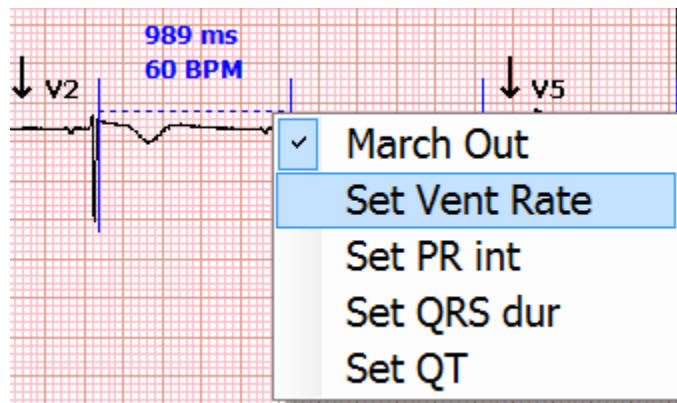 989 ms
60 BPM
V2
V5
March Out
Set Vent Rate
Set PR int
Set QRS dur
Set QT